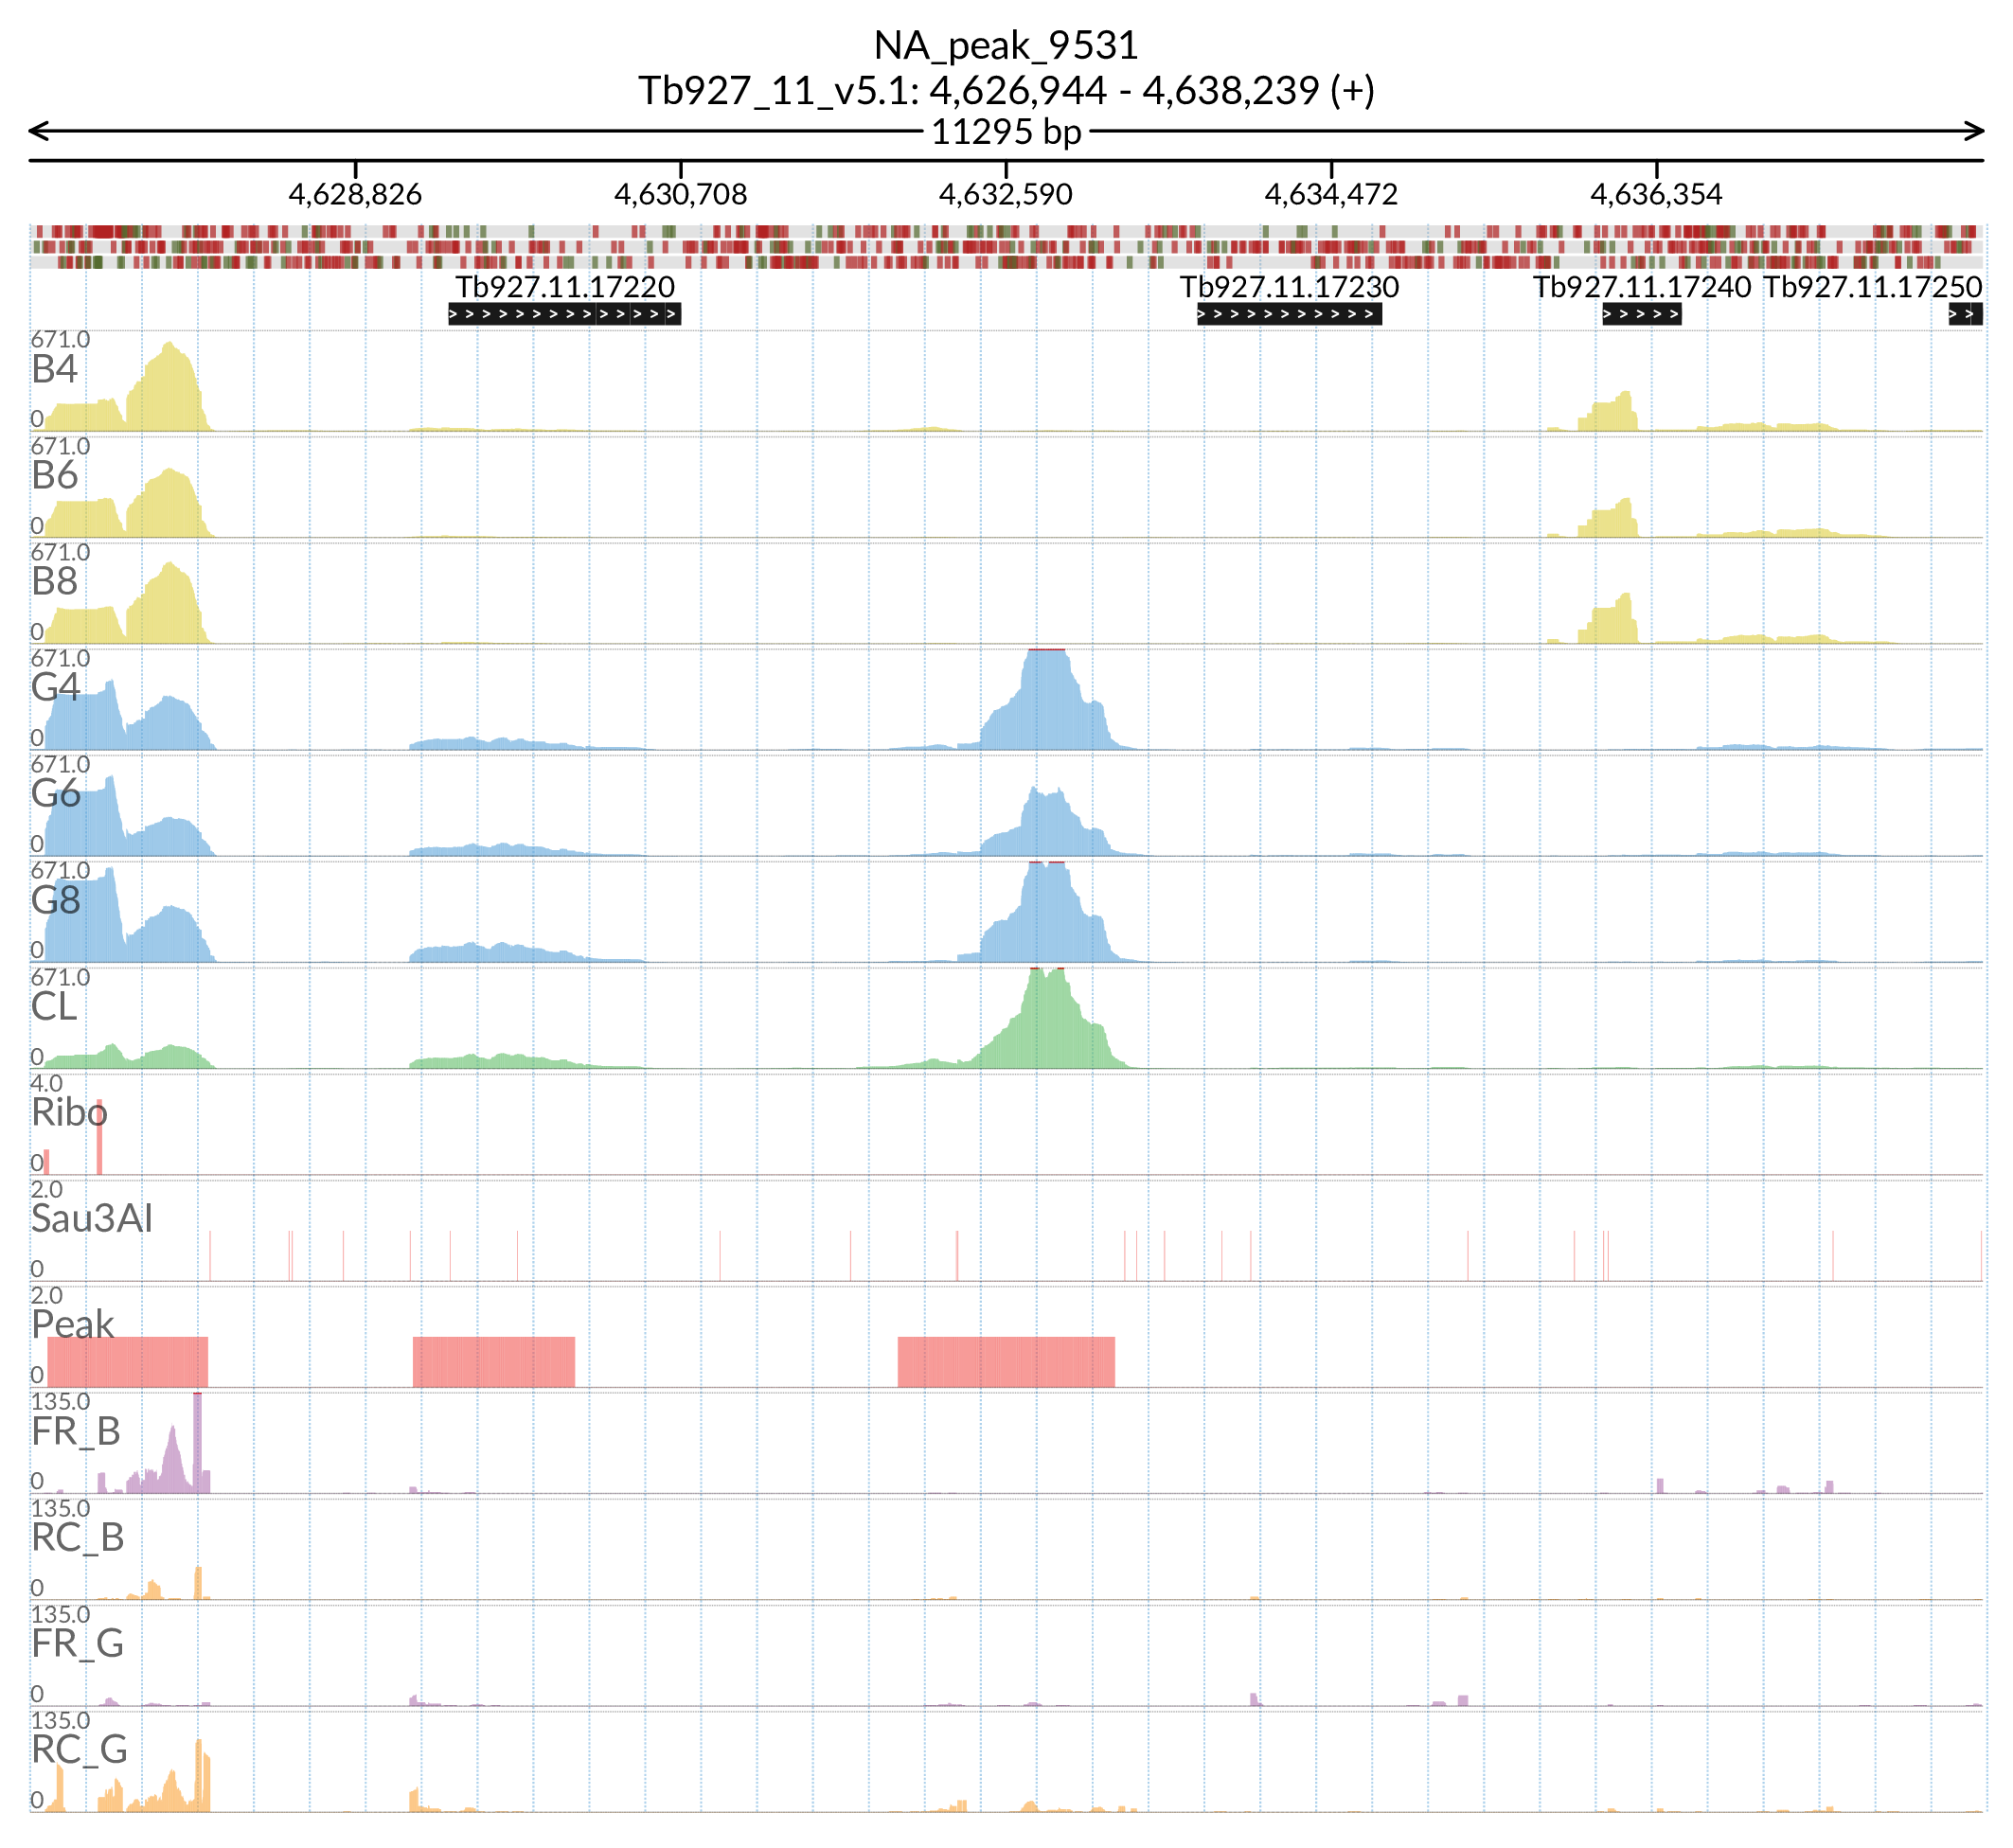 NA_peak_9531
Tb927_11_v5.1: 4,626,944 - 4,638,239 (+)
11295 bp
4,628,826 4,630,708 4,632,590 4,634,472 4,636,354
Tb927.11.17220 Tb927.11.17230 Tb927.11.17240 Tb927.11.17250
671.0
B4
0
671.0
B6
0
671.0
B8
0
671.0
G4
0
671.0
G6
0
671.0
G8
0
671.0
CL
0
4.0
Ribo
0
2.0
Sau3AI
0
2.0
Peak
0
135.0
FR_B
0
135.0
RC_B
0
135.0
FR_G
0
135.0
RC_G
0